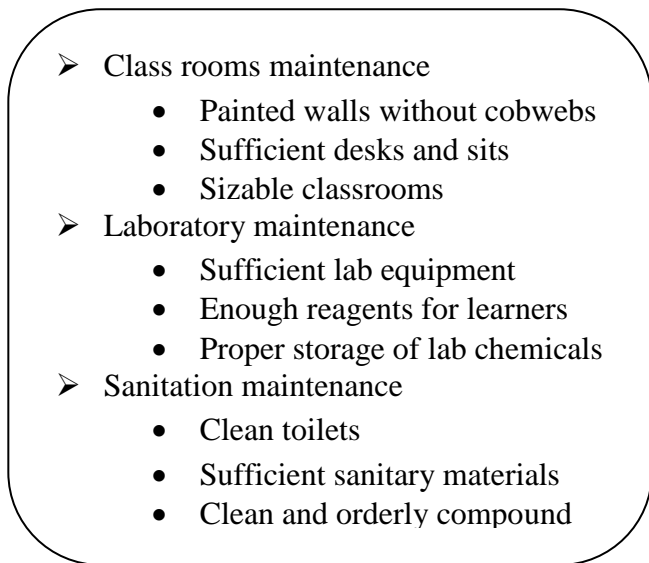 ➢ Class rooms maintenance
• Painted walls without cobwebs
• Sufficient desks and sits
• Sizable classrooms
➢ Laboratory maintenance
• Sufficient lab equipment
• Enough reagents for learners
• Proper storage of lab chemicals
➢ Sanitation maintenance
• Clean toilets
• Sufficient sanitary materials
• Clean and orderly compound